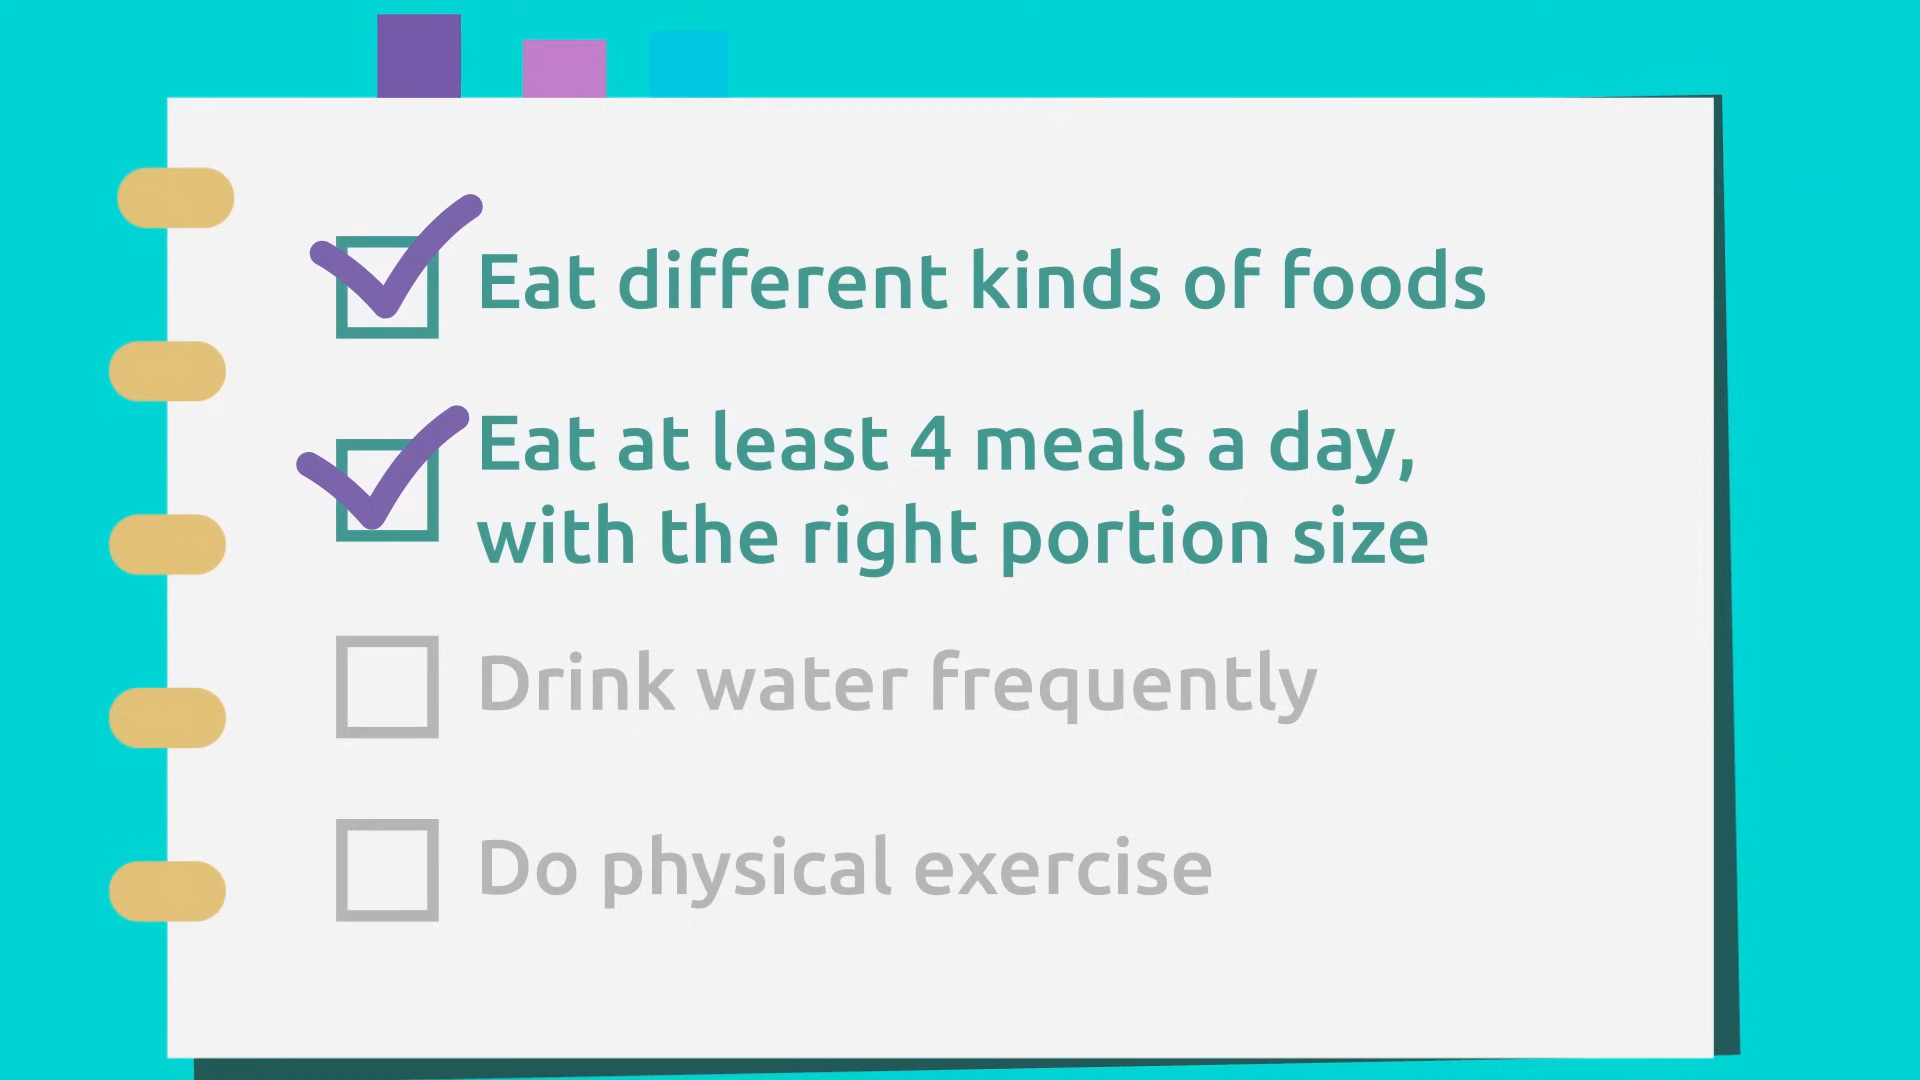 Eat different kinds of foods
Eat at least 4 meals a day,
with the right portion size
Drink water frequently
Do physical exercise